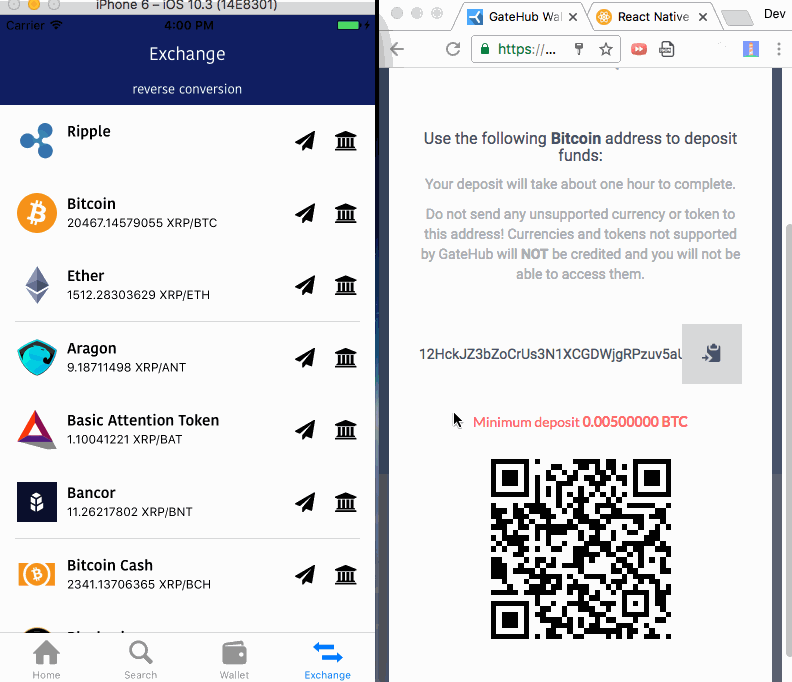 iPhone 6 – iOS 10.3 (14E8301)
Carrier
4:00 PM
Exchange
reverse conversion
Ripple
Bitcoin
20467.14579055 XRP/BTC
Ether
1512.28303629 XRP/ETH
Aragon
9.18711498 XRP/ANT
Basic Attention Token
1.10041221 XRP/BAT
Bancor
11.26217802 XRP/BNT
Bitcoin Cash
2341.13706365 XRP/BCH
Home
Search
Wallet
Exchange
GateHub Wal
React Native
Dev
https://...
Use the following Bitcoin address to deposit
funds:
Your deposit will take about one hour to complete.
Do not send any unsupported currency or token to
this address! Currencies and tokens not supported
by GateHub will NOT be credited and you will not be
able to access them.
12HckJZ3bZoCrUs3N1XCGDWjgRPzuv5aU
Minimum deposit 0.00500000 BTC